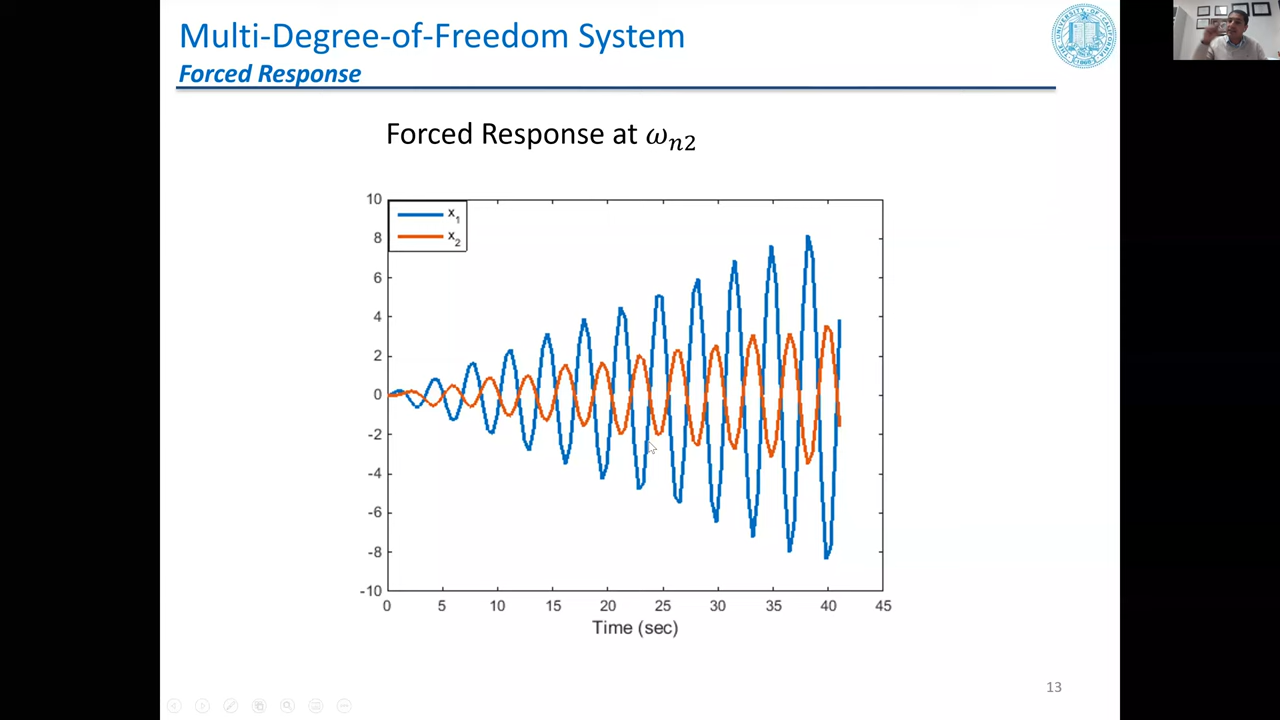 Multi-Degree-of-Freedom System
Forced Response
Forced Response at ωn2
x1
x2
10
8
6
4
2
0
-2
-4
-6
-8
-10
0 5 10 15 20 25 30 35 40 45
Time (sec)
13